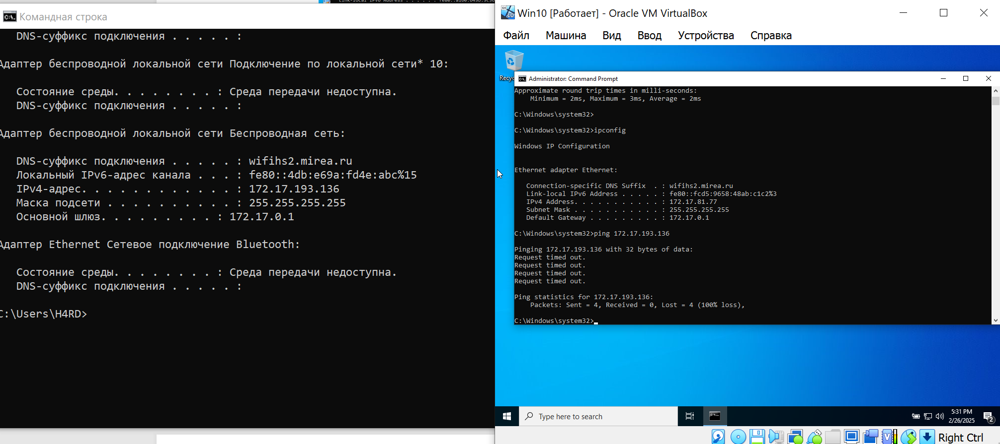 Командная строка
DNS-суффикс подключения . . . . . :
Адаптер беспроводной локальной сети Подключение по локальной сети* 10:
Состояние среды. . . . . . . . : Среда передачи недоступна.
DNS-суффикс подключения . . . . . :
Адаптер беспроводной локальной сети Беспроводная сеть:
DNS-суффикс подключения . . . . . : wifihs2.mirea.ru
Локальный IPv6-адрес канала . . . : fe80::4db:e69a:fd4e:abc%15
IPv4-адрес. . . . . . . . . . . . : 172.17.193.136
Маска подсети . . . . . . . . . . : 255.255.255.255
Основной шлюз. . . . . . . . . : 172.17.0.1
Адаптер Ethernet Сетевое подключение Bluetooth:
Состояние среды. . . . . . . . : Среда передачи недоступна.
DNS-суффикс подключения . . . . . :
C:\Users\H4RD>
Win10 [Работает] - Oracle VM VirtualBox
Файл Машина Вид Ввод Устройства Справка
Administrator: Command Prompt
Approximate round trip times in milli-seconds:
Minimum = 2ms, Maximum = 3ms, Average = 2ms
C:\Windows\system32>
C:\Windows\system32>ipconfig
Windows IP Configuration
Ethernet adapter Ethernet:
Connection-specific DNS Suffix  . : wifihs2.mirea.ru
Link-local IPv6 Address . . . . . : fe80::fcd5:9658:48ab:c1c2%3
IPv4 Address. . . . . . . . . . . : 172.17.81.77
Subnet Mask . . . . . . . . . . . : 255.255.255.255
Default Gateway . . . . . . . . . : 172.17.0.1
C:\Windows\system32>ping 172.17.193.136
Pinging 172.17.193.136 with 32 bytes of data:
Request timed out.
Request timed out.
Request timed out.
Request timed out.
Ping statistics for 172.17.193.136:
Packets: Sent = 4, Received = 0, Lost = 4 (100% loss),
C:\Windows\system32>
Type here to search
5:31 PM
2/26/2025
2
Right Ctrl